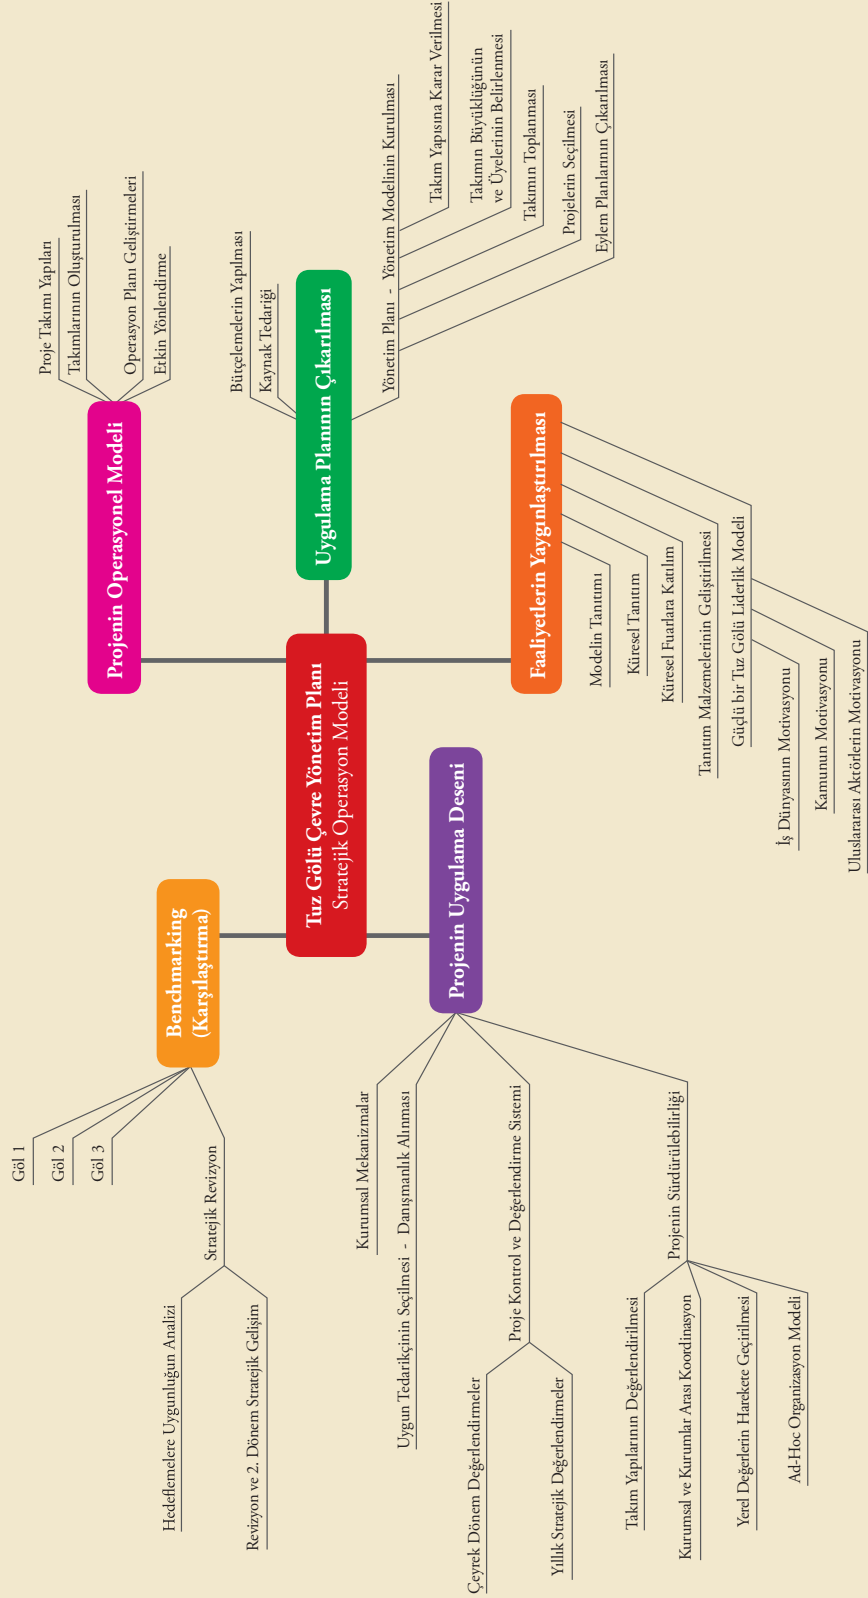 Tuz Gölü Çevre Yönetim Planı
Stratejik Operasyon Modeli
Benchmarking
(Karşılaştırma)
Göl 1
Göl 2
Göl 3
Stratejik Revizyon
Hedeflemelere Uygunluğun Analizi
Revizyon ve 2. Dönem Stratejik Gelişim
Projenin Operasyonel Modeli
Proje Takımı Yapıları
Takımlarının Oluşturulması
Operasyon Planı Geliştirmeleri
Etkin Yönlendirme
Uygulama Planının Çıkarılması
Bütçelemelerin Yapılması
Kaynak Tedariği
Yönetim Planı - Yönetim Modelinin Kurulması
Takım Yapısına Karar Verilmesi
Takımın Büyüklüğünün
ve Üyelerinin Belirlenmesi
Takımın Toplanması
Projelerin Seçilmesi
Eylem Planlarının Çıkarılması
Projenin Uygulama Deseni
Kurumsal Mekanizmalar
Uygun Tedarikçinin Seçilmesi - Danışmanlık Alınması
Proje Kontrol ve Değerlendirme Sistemi
Çeyrek Dönem Değerlendirmeler
Yıllık Stratejik Değerlendirmeler
Projenin Sürdürülebilirliği
Takım Yapılarının Değerlendirilmesi
Kurumsal ve Kurumlar Arası Koordinasyon
Yerel Değerlerin Harekete Geçirilmesi
Ad-Hoc Organizasyon Modeli
Faaliyetlerin Yaygınlaştırılması
Modelin Tanıtımı
Küresel Tanıtım
Küresel Fuarlara Katılım
Tanıtım Malzemelerinin Geliştirilmesi
Güçlü bir Tuz Gölü Liderlik Modeli
İş Dünyasının Motivasyonu
Kamunun Motivasyonu
Uluslararası Aktörlerin Motivasyonu